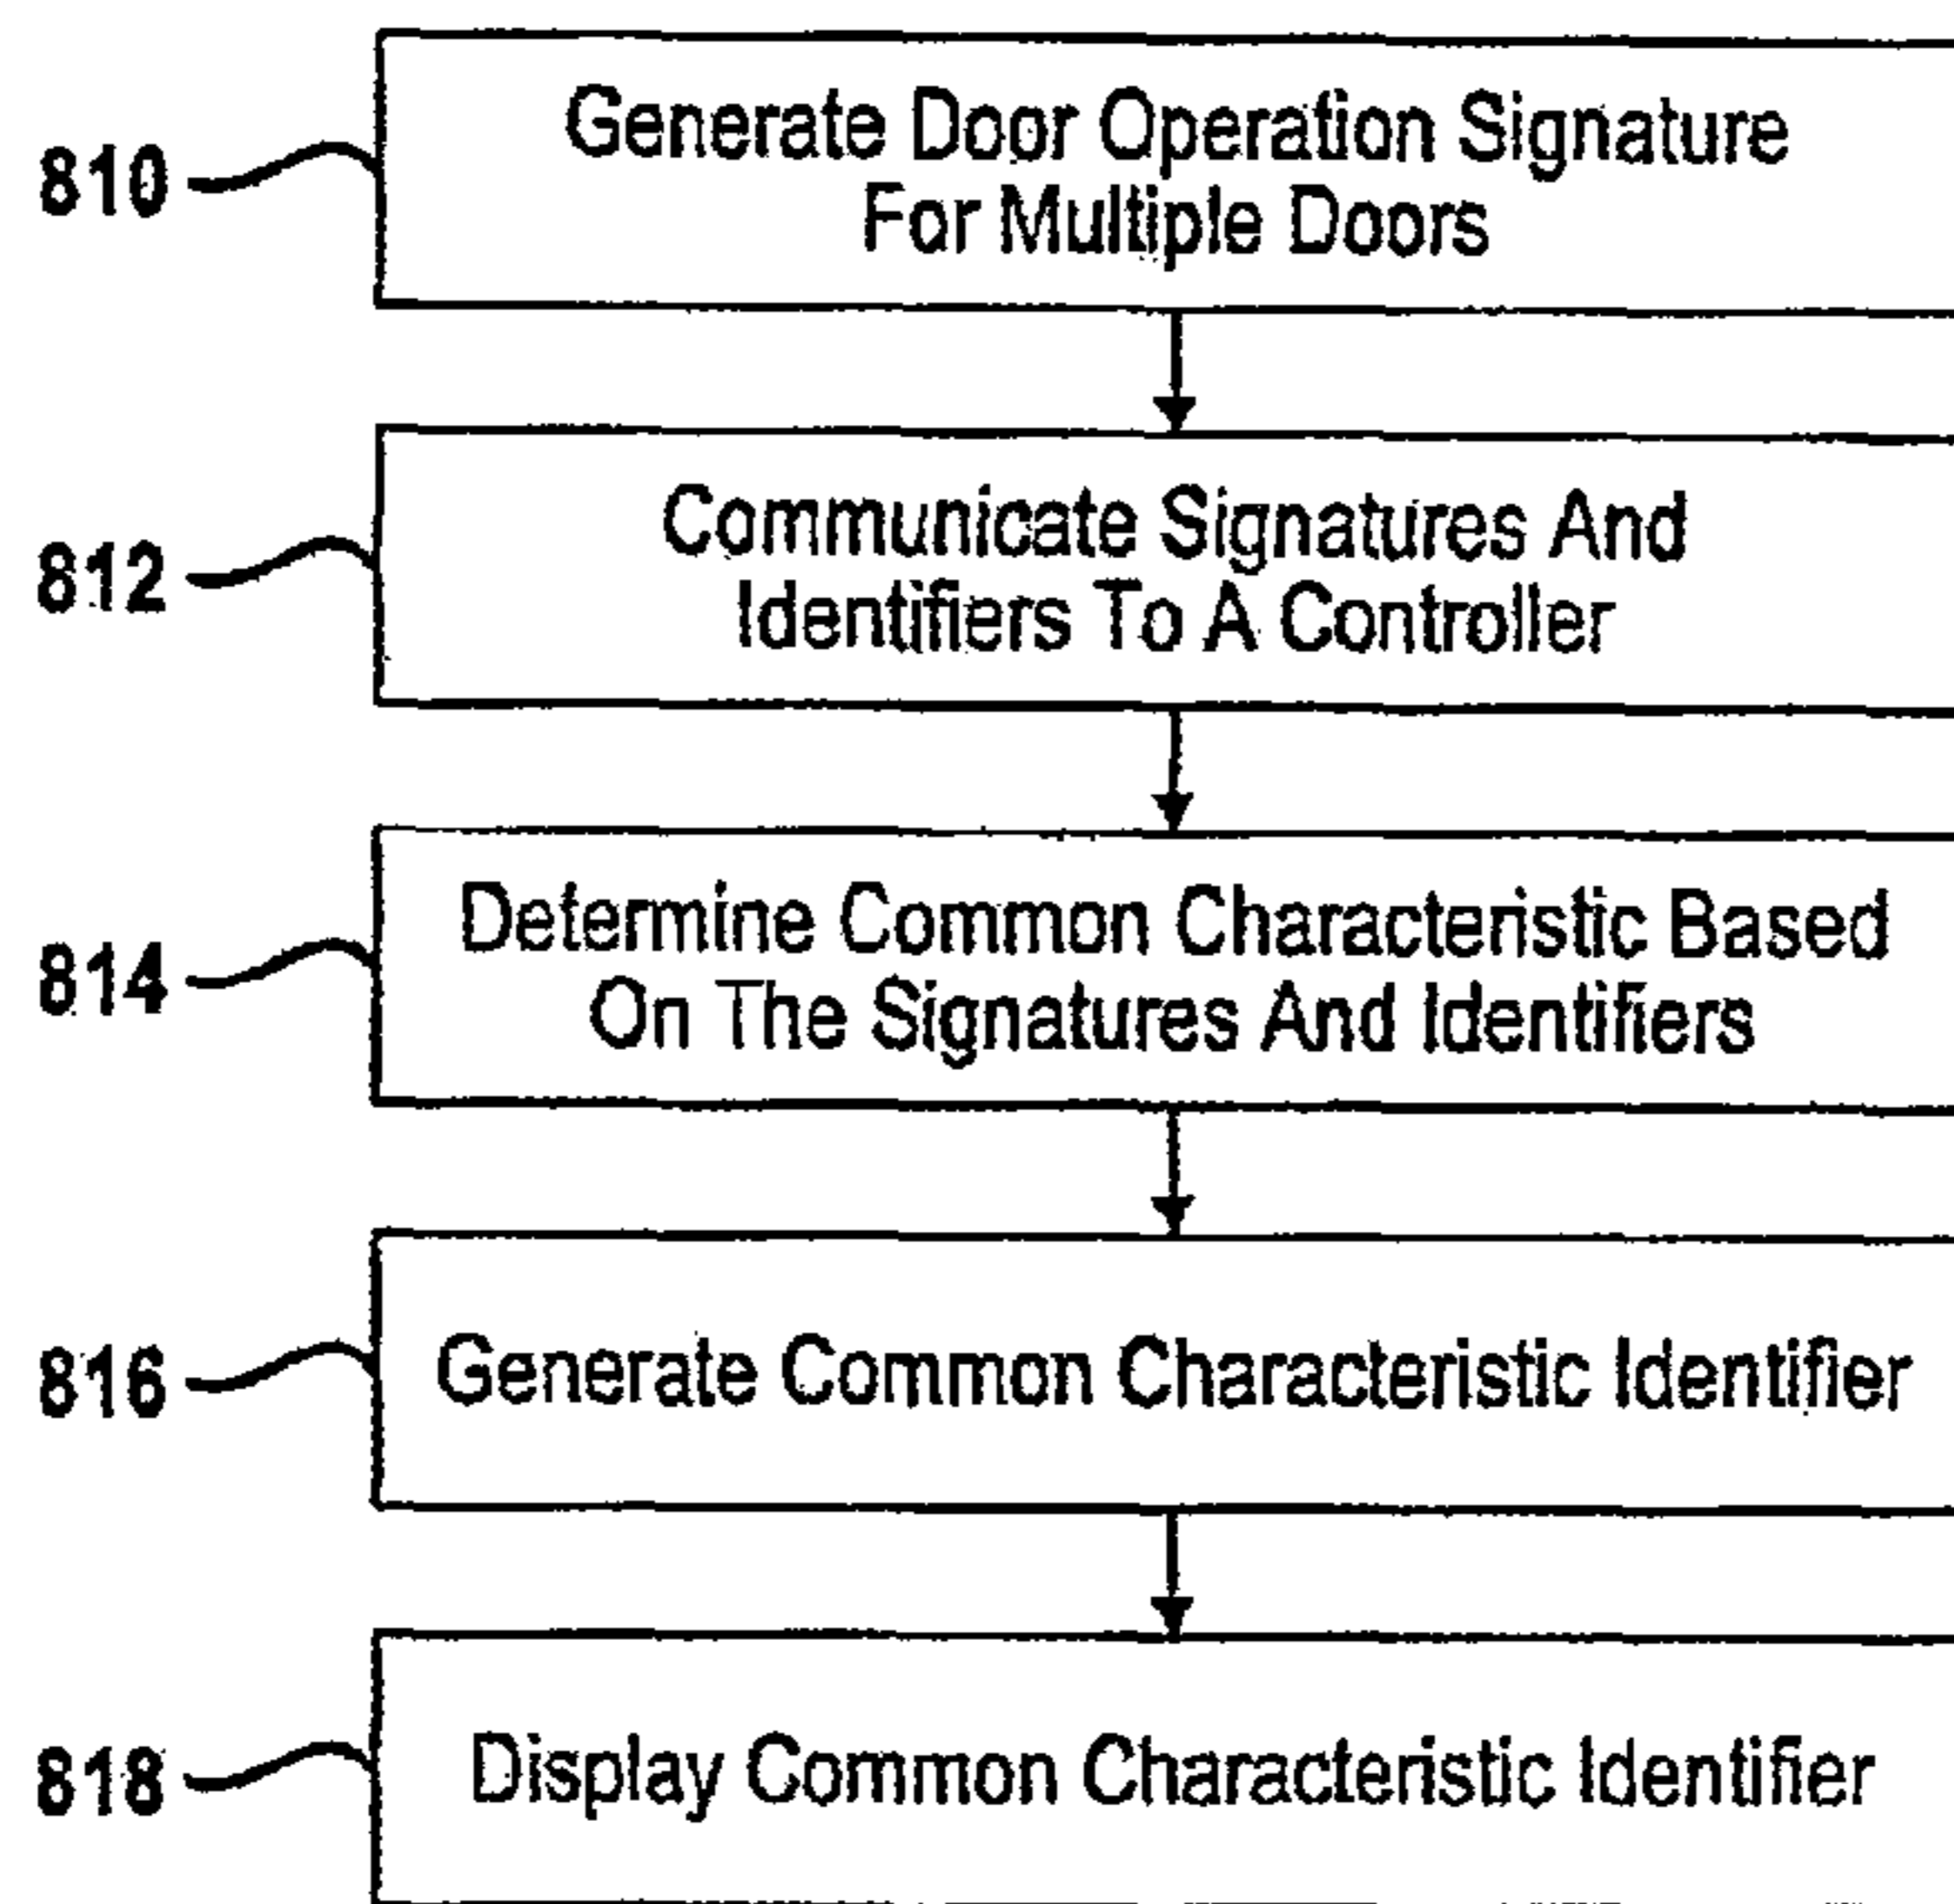 810
Generate Door Operation Signature
For Multiple Doors
812
Communicate Signatures And
Identifiers To A Controller
814
Determine Common Characteristic Based
On The Signatures And Identifiers
816
Generate Common Characteristic Identifier
818
Display Common Characteristic Identifier